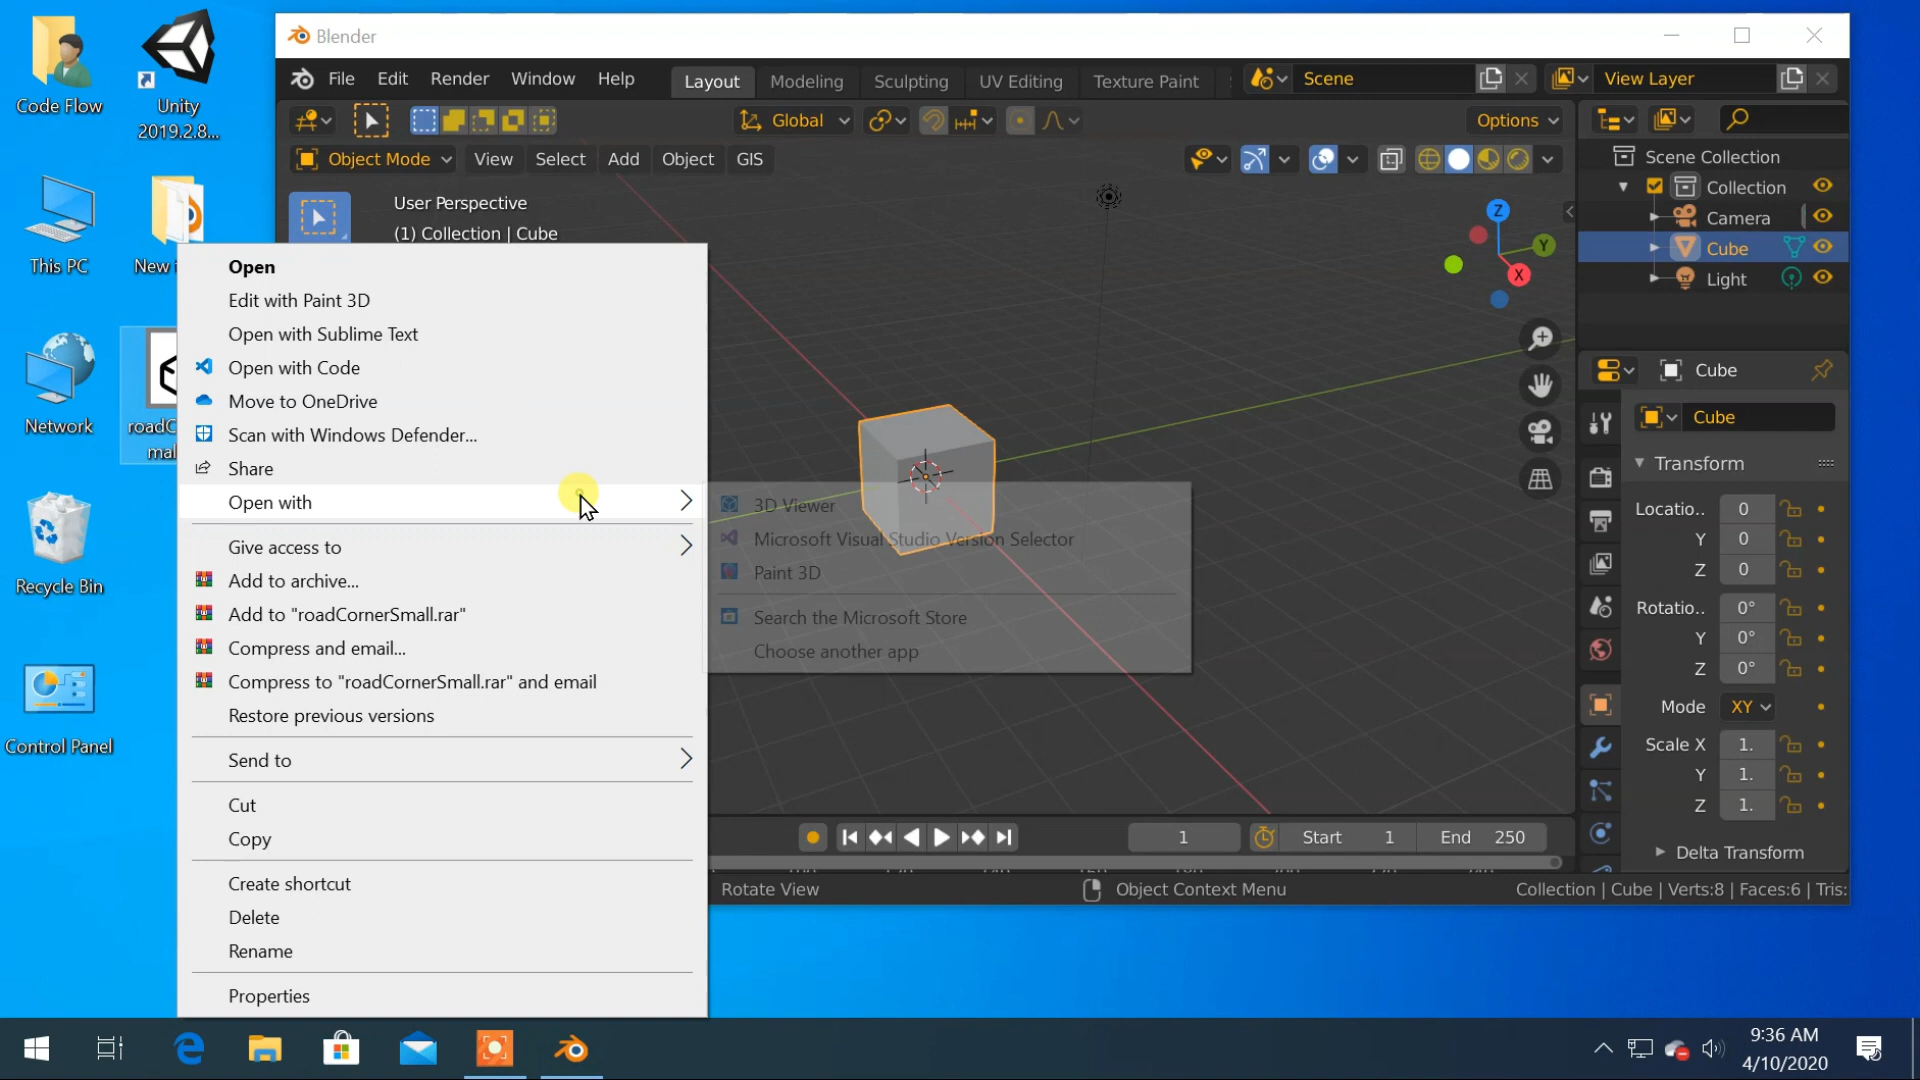 Code Flow
Unity
2019.2.8...
This PC
New i
Network
roadC
mal
Recycle Bin
Control Panel
Blender
File Edit Render Window Help
Layout Modeling Sculpting UV Editing Texture Paint
Scene
View Layer
Global
Options
Object Mode View Select Add Object GIS
User Perspective
(1) Collection | Cube
Z
Y
X
Scene Collection
Collection
Camera
Cube
Light
Cube
Cube
Transform
Locatio.. 0
Y 0
Z 0
Rotatio.. 0°
Y 0°
Z 0°
Mode XY
Scale X 1.
Y 1.
Z 1.
Delta Transform
Open
Edit with Paint 3D
Open with Sublime Text
Open with Code
Move to OneDrive
Scan with Windows Defender...
Share
Open with
Give access to
Add to archive...
Add to "roadCornerSmall.rar"
Compress and email...
Compress to "roadCornerSmall.rar" and email
Restore previous versions
Send to
Cut
Copy
Create shortcut
Delete
Rename
Properties
3D Viewer
Microsoft Visual Studio Version Selector
Paint 3D
Search the Microsoft Store
Choose another app
1 Start 1 End 250
Rotate View
Object Context Menu
Collection | Cube | Verts:8 | Faces:6 | Tris:
9:36 AM
4/10/2020